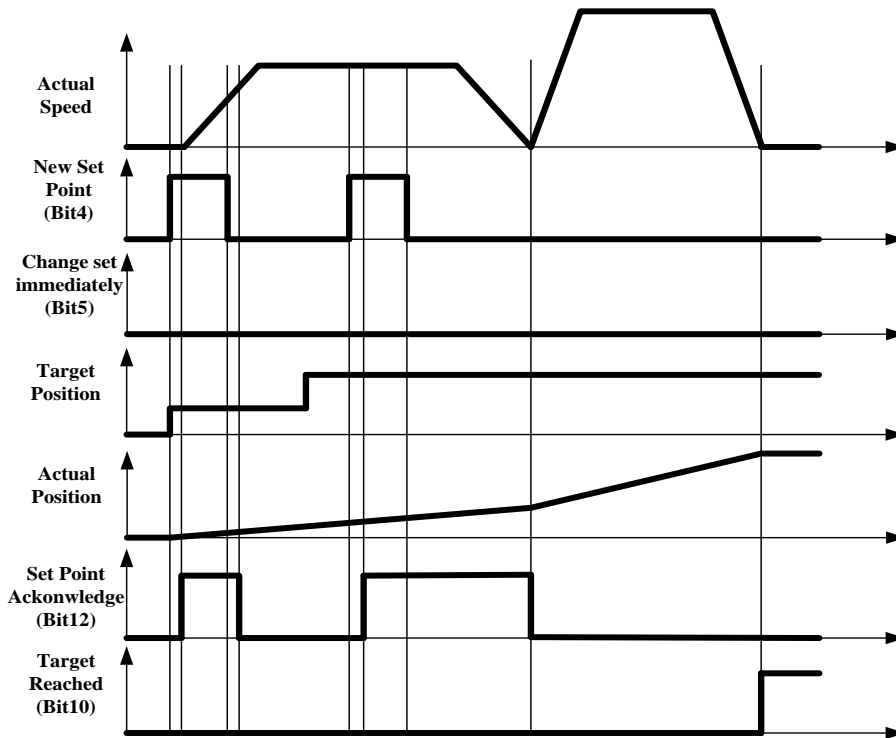 Actual
Speed
New Set
Point
(Bit4)
Change set
immediately
(Bit5)
Target
Position
Actual
Position
Set Point
Ackonwledge
(Bit12)
Target
Reached
(Bit10)